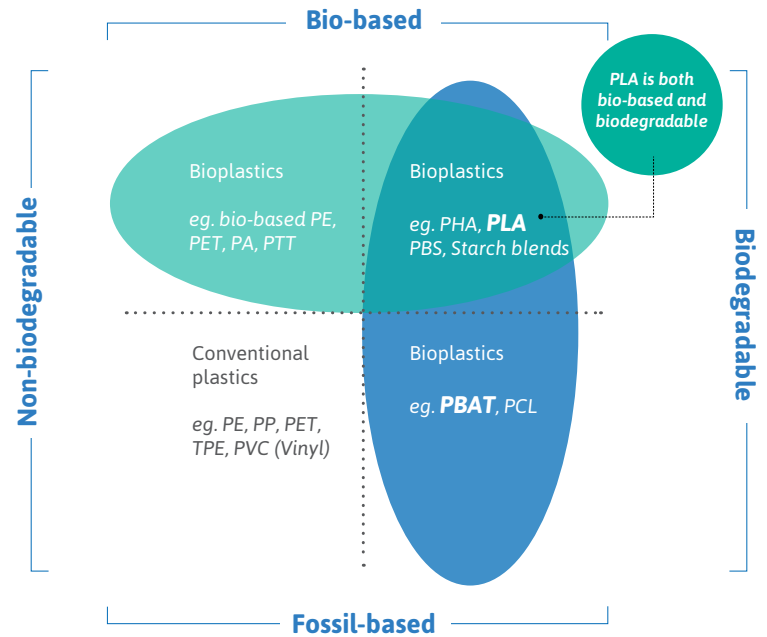 Bio-based
PLA is both
bio-based and
biodegradable
Non-biodegradable
Bioplastics
eg. bio-based PE,
PET, PA, PTT
Bioplastics
eg. PHA, PLA
PBS, Starch blends
Biodegradable
Conventional
plastics
eg. PE, PP, PET,
TPE, PVC (Vinyl)
Bioplastics
eg. PBAT, PCL
Fossil-based